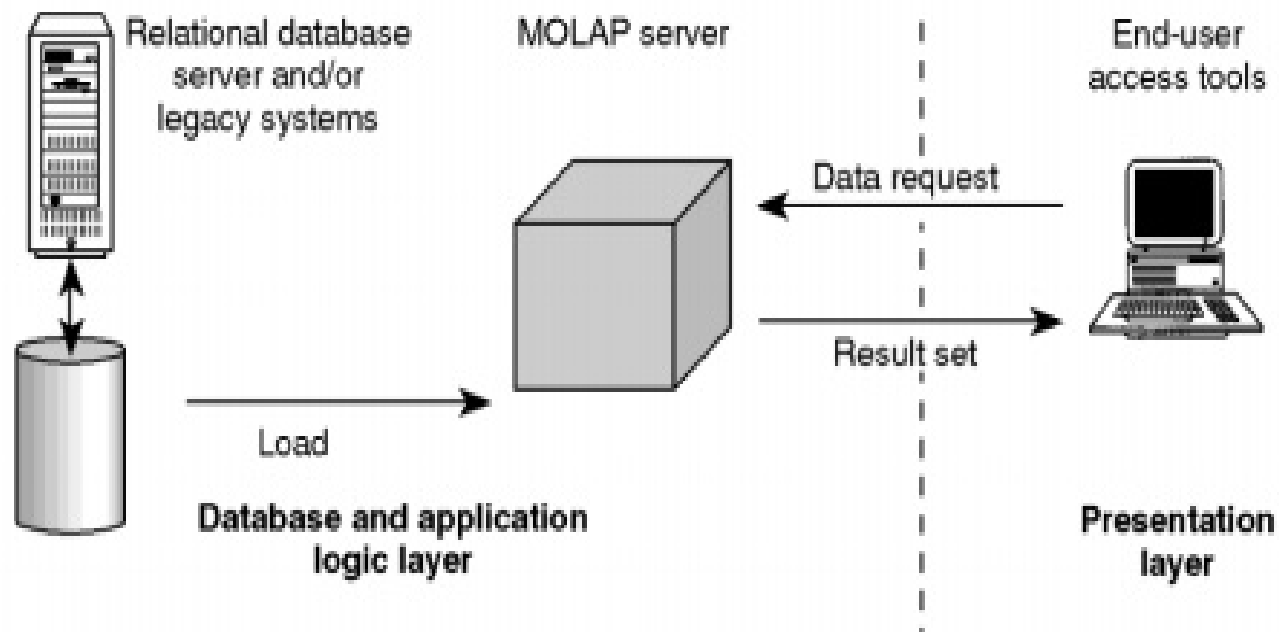 Relational database
server and/or
legacy systems
MOLAP server
End-user
access tools
Data request
Result set
Load
Database and application
logic layer
Presentation
layer